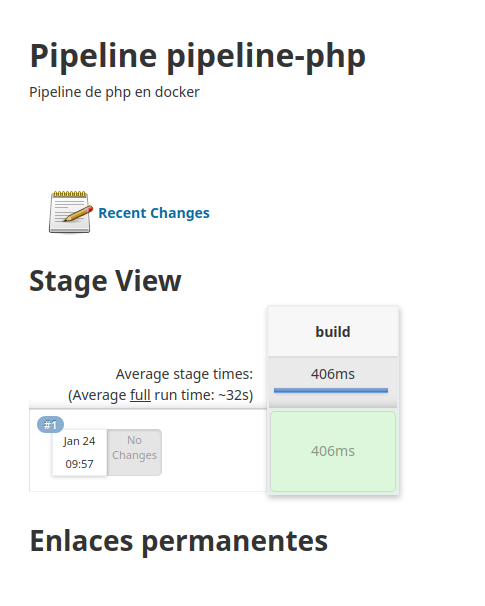 Pipeline pipeline-php
Pipeline de php en docker
Recent Changes
Stage View
build
Average stage times:
406ms
(Average full run time: ~32s)
#1
Jan 24
09:57
No
Changes
406ms
Enlaces permanentes